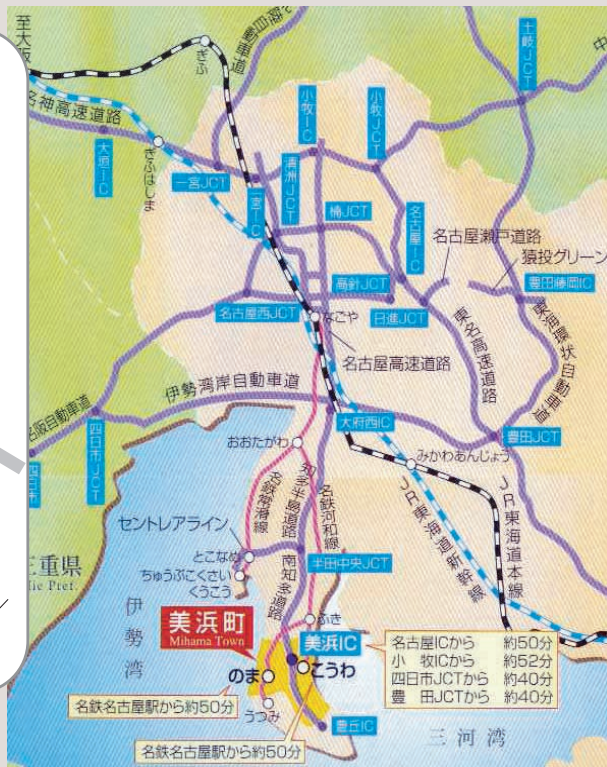 至大阪
ぎふ
名神高速道路
大垣IC
ぎふはしま
一宮JCT
一宮IC
清洲JCT
小牧IC
小牧JCT
土岐JCT
楠JCT
名古屋IC
名古屋瀬戸道路
猿投グリーン
高針JCT
豊田藤岡IC
名古屋西JCT
なごや
日進JCT
東名高速道路
東海環状自動車道
名古屋高速道路
伊勢湾岸自動車道
名阪自動車道
四日市JCT
大府西IC
豊田JCT
おおたがわ
みかわあんじょう
名鉄常滑線
知多半島道路
名鉄河和線
JR東海道新幹線
JR東海道本線
セントレアライン
とこなめ
ちゅうぶこくさい
くうこう
半田中央JCT
南知多道路
三重県
Mie Pref.
伊勢湾
ふき
美浜町
Mihama Town
美浜IC
のま
こうわ
名古屋ICから 約50分
小 牧ICから 約52分
四日市JCTから 約40分
豊 田JCTから 約40分
名鉄名古屋駅から約50分
うつみ
豊丘IC
名鉄名古屋駅から約50分
三河湾